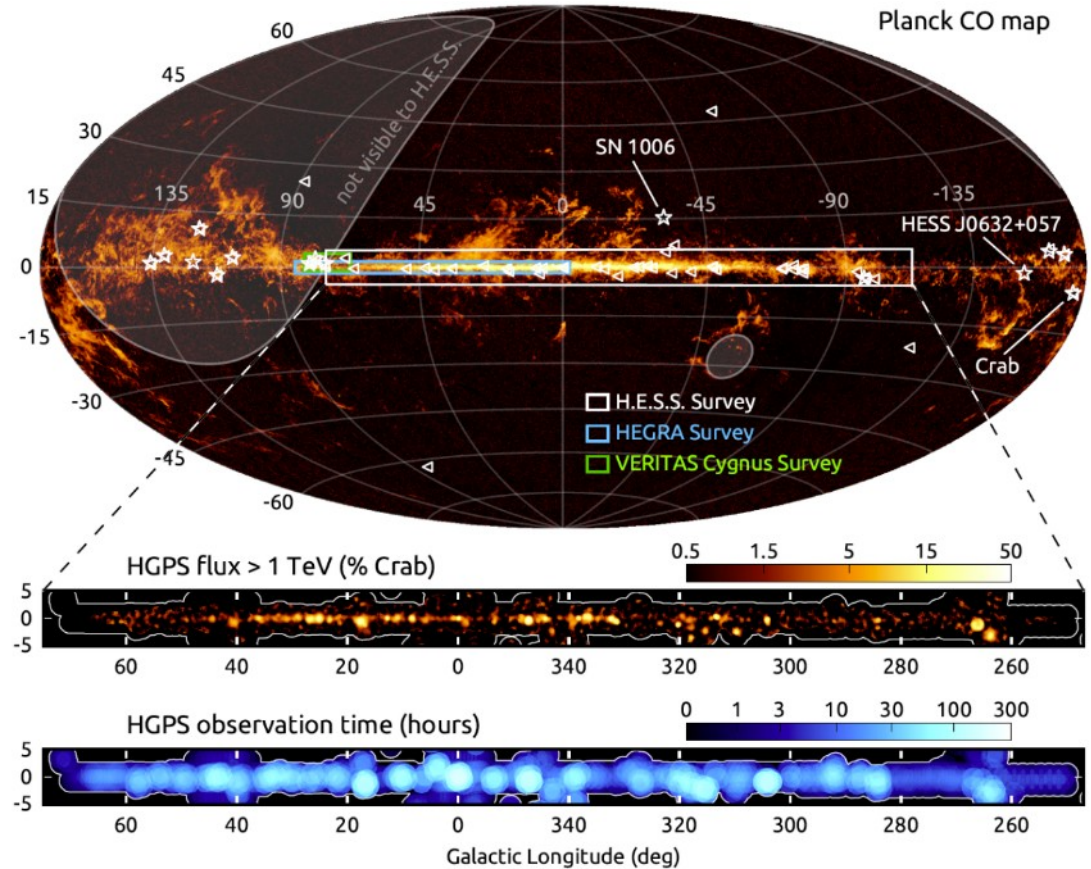 Planck CO map
60
45
30
15
0
-15
-30
-45
-60
not visible to H.E.S.S.
135
90
45
0
-45
-90
-135
SN 1006
HESS J0632+057
Crab
H.E.S.S. Survey
HEGRA Survey
VERITAS Cygnus Survey
HGPS flux > 1 TeV (% Crab)
0.5 1.5 5 15 50
5
0
-5
60 40 20 0 340 320 300 280 260
HGPS observation time (hours)
0 1 3 10 30 100 300
5
0
-5
60 40 20 0 340 320 300 280 260
Galactic Longitude (deg)